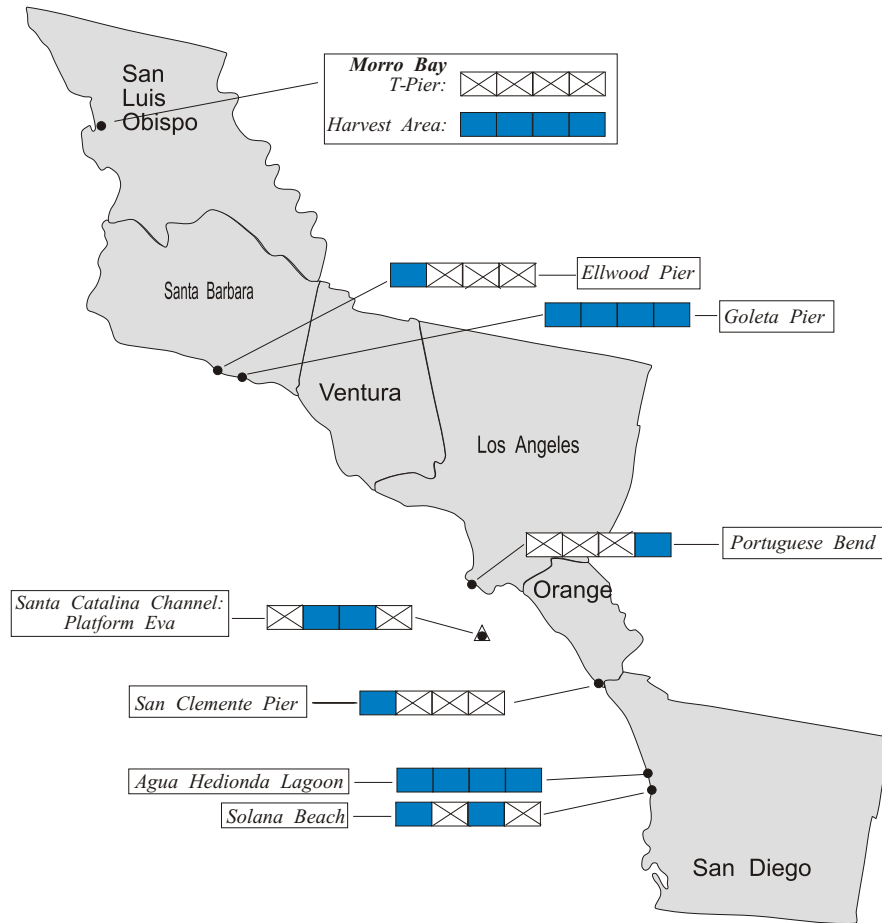 San
Luis
Obispo
Morro Bay
T-Pier:
Harvest Area:
Santa Barbara
Ellwood Pier
Goleta Pier
Ventura
Los Angeles
Portuguese Bend
Orange
Santa Catalina Channel:
Platform Eva
San Clemente Pier
Agua Hedionda Lagoon
Solana Beach
San Diego